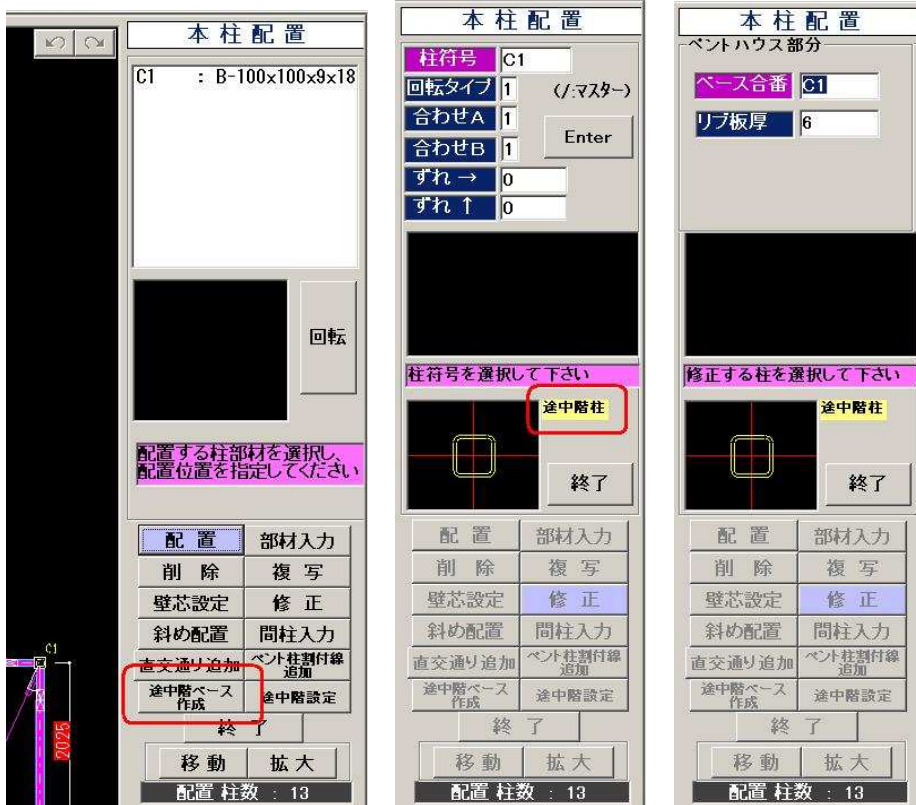 本柱配置
C1 : B-100x100x9x18
回転
配置する柱部材を選択し、
配置位置を指定してください
配 置
部材入力
削 除
複 写
壁芯設定
修 正
斜め配置
間柱入力
直交通り追加
ベント柱割付線
追加
途中階ベース
作成
途中階設定
終 了
移 動
拡 大
配置 柱数 : 13
C1
2025
本柱配置
柱符号 C1
回転タイプ 1 (/:マスター)
合わせA 1
合わせB 1
Enter
ずれ → 0
ずれ ↑ 0
柱符号を選択して下さい
途中階柱
終了
配 置
部材入力
削 除
複 写
壁芯設定
修 正
斜め配置
間柱入力
直交通り追加
ベント柱割付線
追加
途中階ベース
作成
途中階設定
終 了
移 動
拡 大
配置 柱数 : 13
本柱配置
ペントハウス部分
ベース合番 C1
リブ板厚 6
修正する柱を選択して下さい
途中階柱
終了
配 置
部材入力
削 除
複 写
壁芯設定
修 正
斜め配置
間柱入力
直交通り追加
ベント柱割付線
追加
途中階ベース
作成
途中階設定
終 了
移 動
拡 大
配置 柱数 : 13